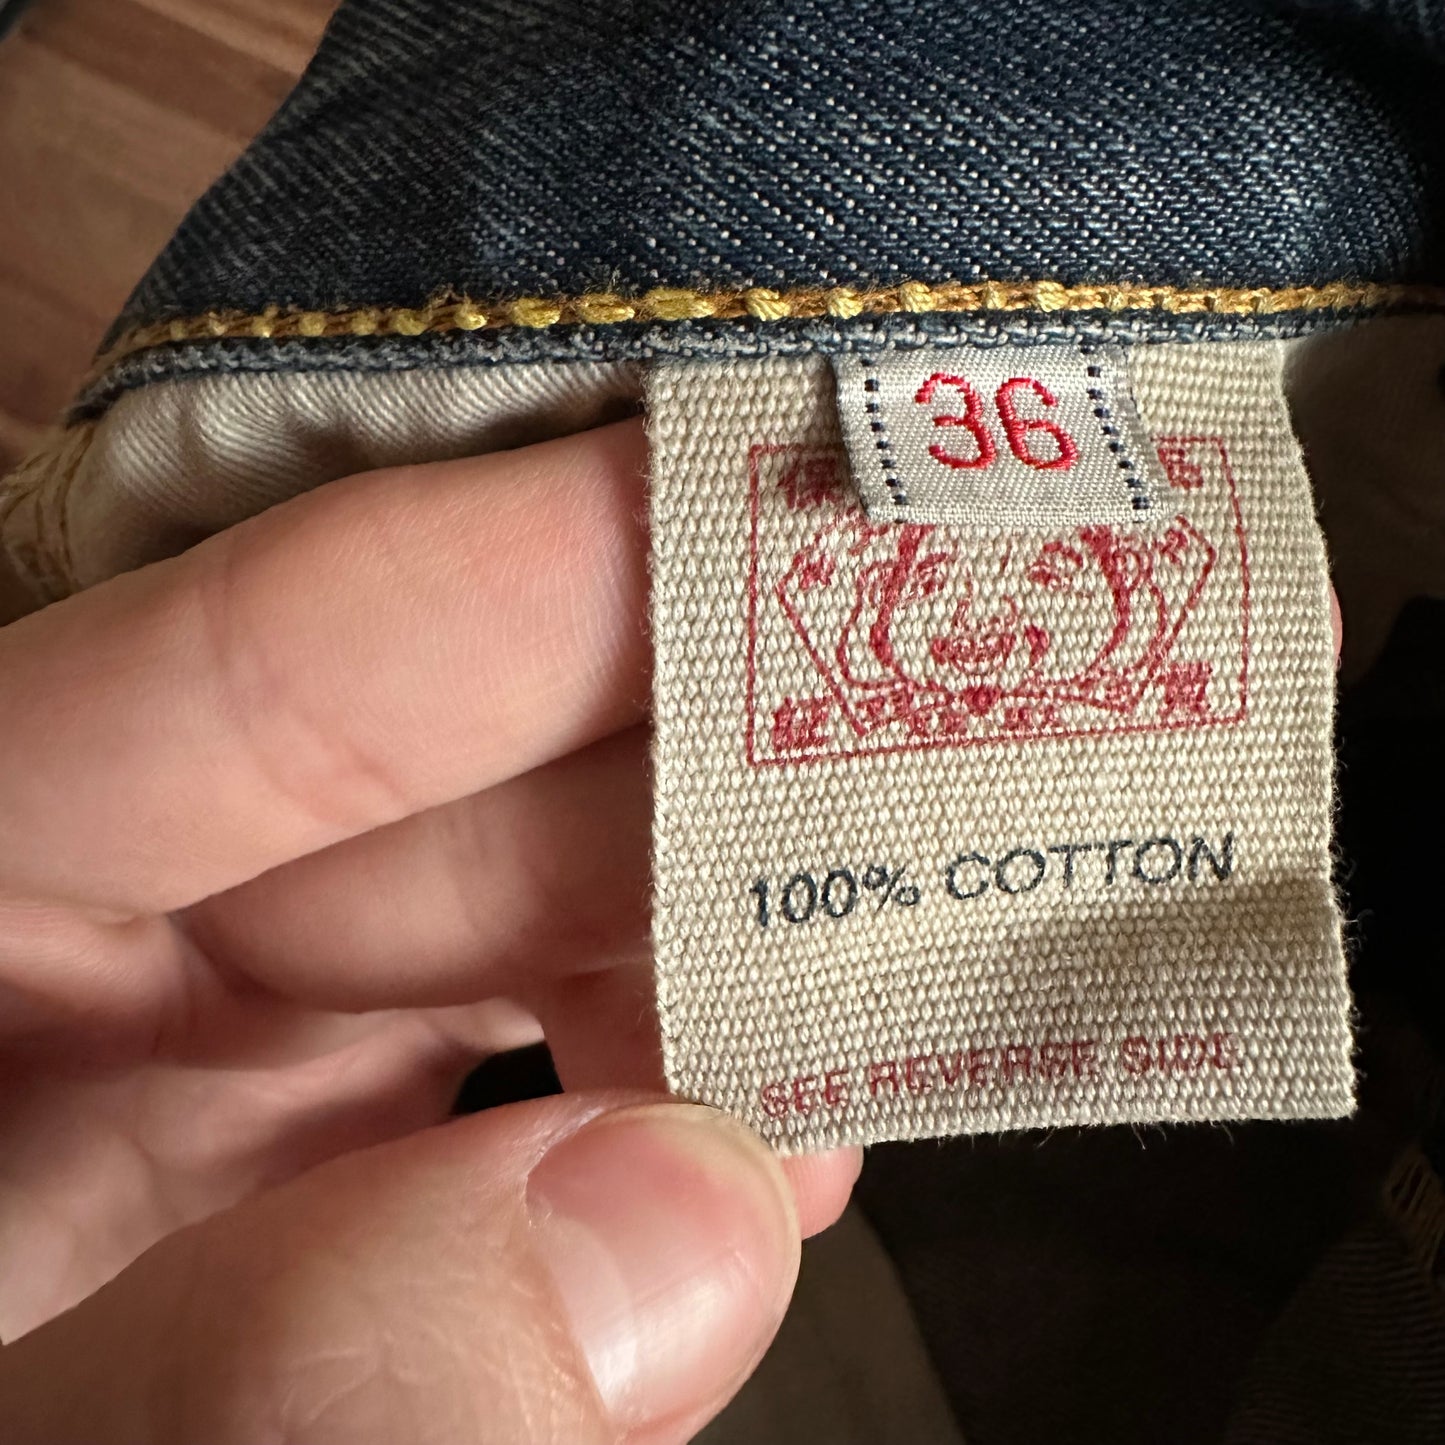 36
100% COTTON
SEE REVERSE SIDE